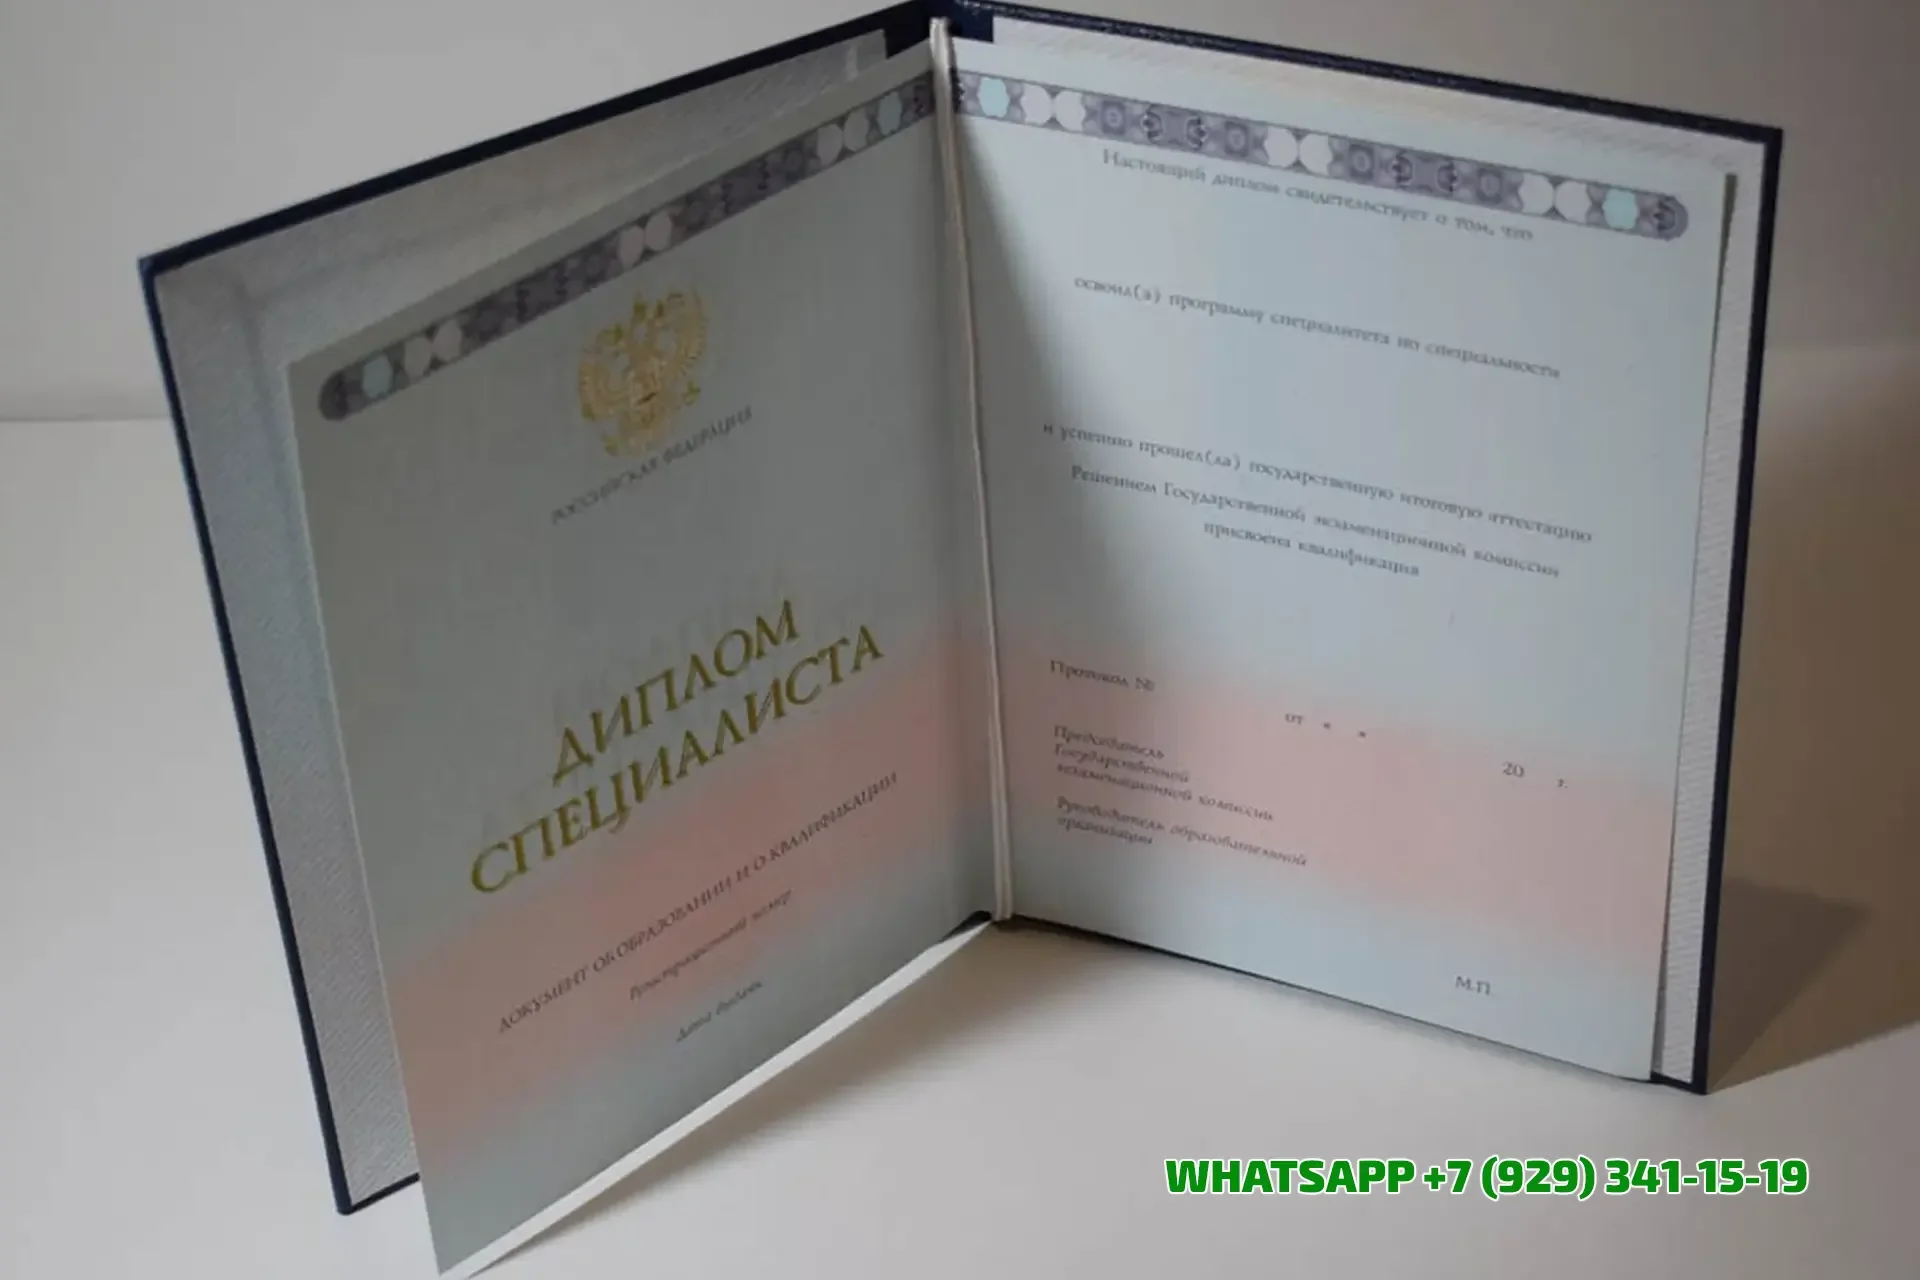 РОССИЙСКАЯ ФЕДЕРАЦИЯ
ДИПЛОМ
СПЕЦИАЛИСТА
ДОКУМЕНТ ОБ ОБРАЗОВАНИИ И О КВАЛИФИКАЦИИ
Регистрационный номер
Дата выдачи
Настоящий диплом свидетельствует о том, что
освоил(а) программу специалитета по специальности
и успешно прошел(ла) государственную итоговую аттестацию
Решением Государственной экзаменационной комиссии
присвоена квалификация
Протокол №
от « » 20 г.
Председатель
Государственной
экзаменационной комиссии
Руководитель образовательной
организации
М.П.
WHATSAPP +7 (929) 341-15-19